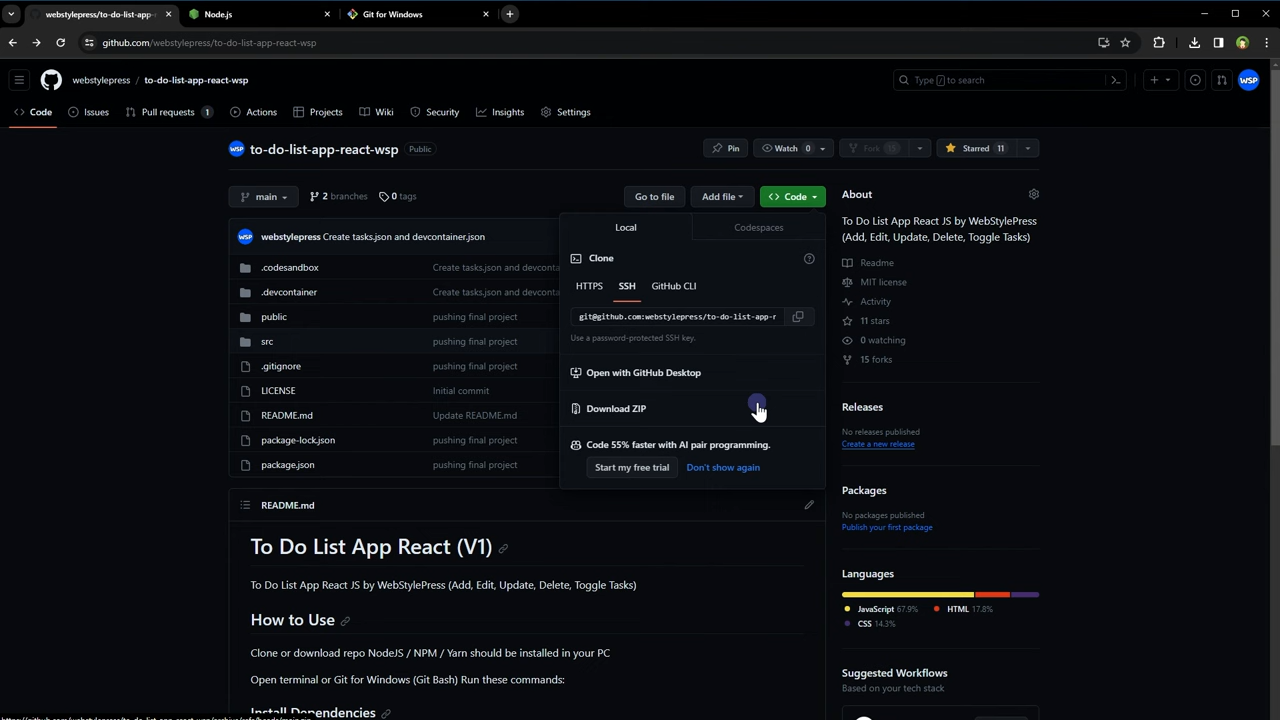 webstylepress/to-do-list-app-r
Node.js
Git for Windows
github.com/webstylepress/to-do-list-app-react-wsp
webstylepress / to-do-list-app-react-wsp
Type / to search
WSP
Code
Issues
Pull requests 1
Actions
Projects
Wiki
Security
Insights
Settings
WSP to-do-list-app-react-wsp Public
Pin
Watch 0
Fork 15
Starred 11
main
2 branches
0 tags
Go to file
Add file
<> Code
About
To Do List App React JS by WebStylePress
(Add, Edit, Update, Delete, Toggle Tasks)
Readme
MIT license
Activity
11 stars
0 watching
15 forks
WSP webstylepress Create tasks.json and devcontainer.json
.codesandbox Create tasks.json and devconta
.devcontainer Create tasks.json and devconta
public pushing final project
src pushing final project
.gitignore pushing final project
LICENSE Initial commit
README.md Update README.md
package-lock.json pushing final project
package.json pushing final project
Local
Codespaces
Clone
HTTPS SSH GitHub CLI
git@github.com:webstylepress/to-do-list-app-r
Use a password-protected SSH key.
Open with GitHub Desktop
Download ZIP
Code 55% faster with AI pair programming.
Start my free trial Don't show again
Releases
No releases published
Create a new release
Packages
No packages published
Publish your first package
Languages
JavaScript 67.9% HTML 17.8%
CSS 14.3%
Suggested Workflows
Based on your tech stack
README.md
To Do List App React (V1)
To Do List App React JS by WebStylePress (Add, Edit, Update, Delete, Toggle Tasks)
How to Use
Clone or download repo NodeJS / NPM / Yarn should be installed in your PC
Open terminal or Git for Windows (Git Bash) Run these commands:
Install Dependencies